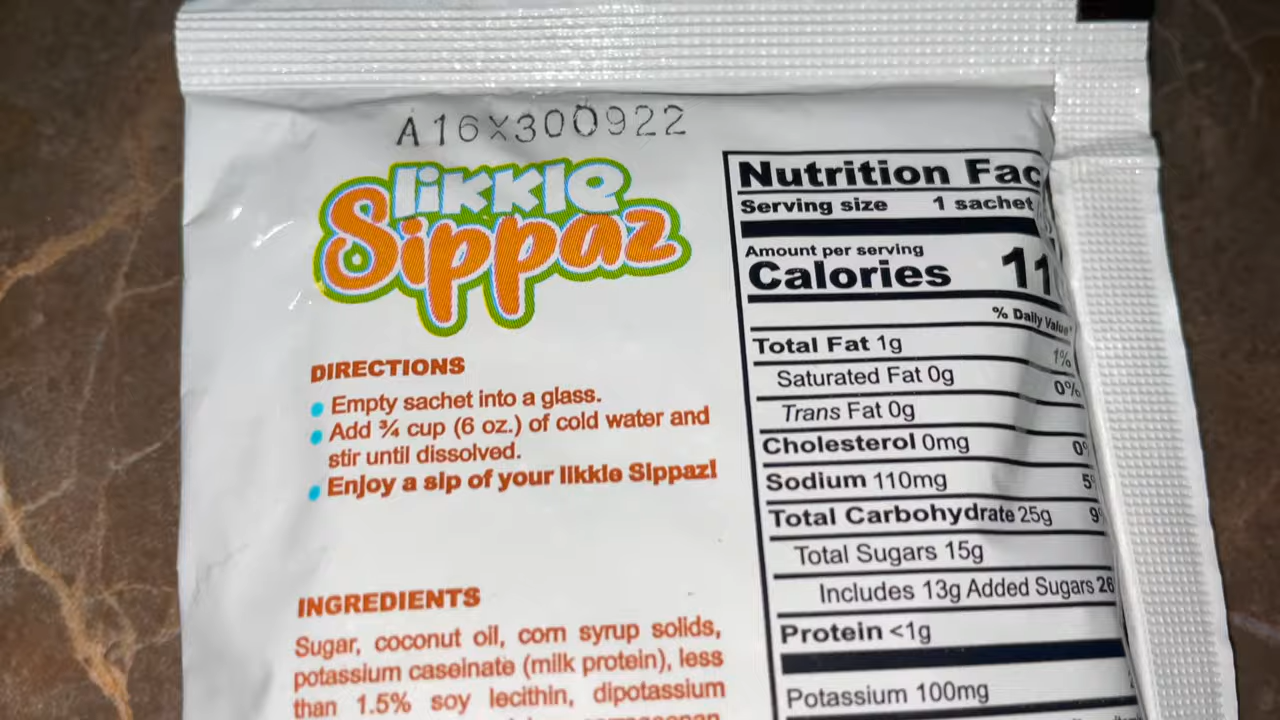 A16X300922
likkle
Sippaz
DIRECTIONS
Empty sachet into a glass.
Add ¾ cup (6 oz.) of cold water and
stir until dissolved.
Enjoy a sip of your likkle Sippaz!
INGREDIENTS
Sugar, coconut oil, corn syrup solids,
potassium caseinate (milk protein), less
than 1.5% soy lecithin, dipotassium
Nutrition Fac
Serving size 1 sachet
Amount per serving
Calories 11
% Daily Value*
Total Fat 1g 1%
Saturated Fat 0g 0%
Trans Fat 0g
Cholesterol 0mg 0%
Sodium 110mg 5
Total Carbohydrate 25g 9
Total Sugars 15g
Includes 13g Added Sugars 26
Protein <1g
Potassium 100mg